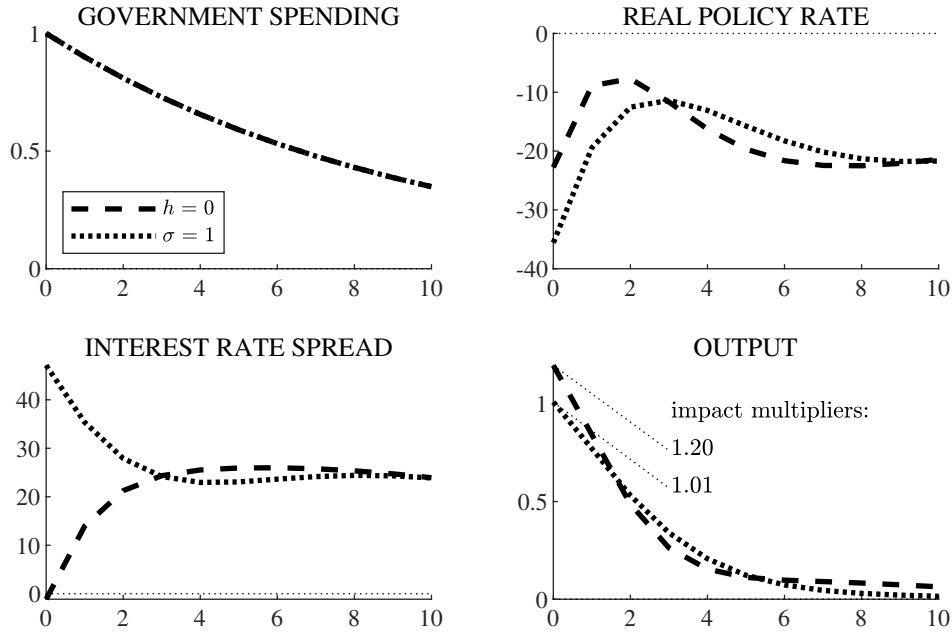 GOVERNMENT SPENDING
1
0.5
0
0 2 4 6 8 10
h = 0
σ = 1
REAL POLICY RATE
0
-10
-20
-30
-40
0 2 4 6 8 10
INTEREST RATE SPREAD
40
30
20
10
0
0 2 4 6 8 10
OUTPUT
1
0.5
0
0 2 4 6 8 10
impact multipliers:
1.20
1.01